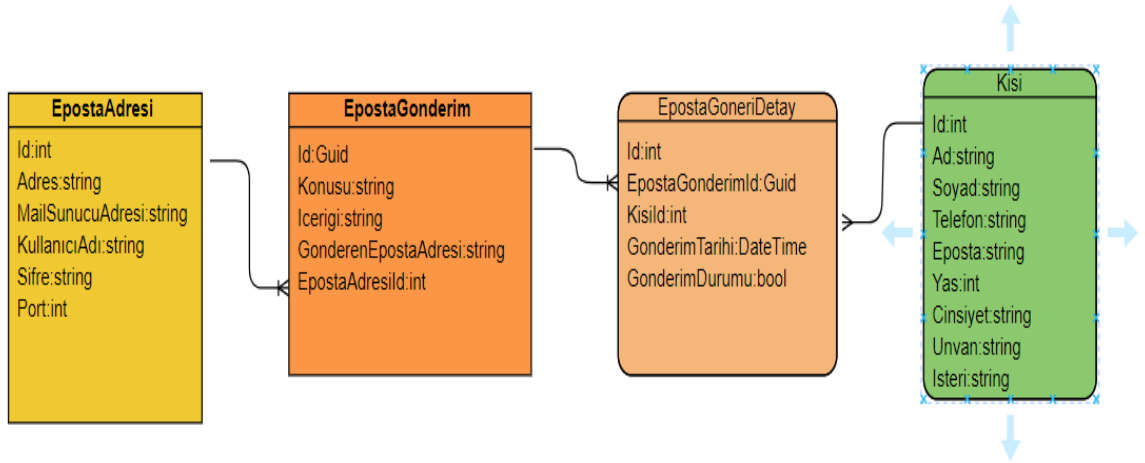 EpostaAdresi
Id:int
Adres:string
MailSunucuAdresi:string
KullanıcıAdı:string
Sifre:string
Port:int
EpostaGonderim
Id:Guid
Konusu:string
Icerigi:string
GonderenEpostaAdresi:string
EpostaAdresiId:int
EpostaGoneriDetay
Id:int
EpostaGonderimId:Guid
KisiId:int
GonderimTarihi:DateTime
GonderimDurumu:bool
Kisi
Id:int
Ad:string
Soyad:string
Telefon:string
Eposta:string
Yas:int
Cinsiyet:string
Unvan:string
Isteri:string